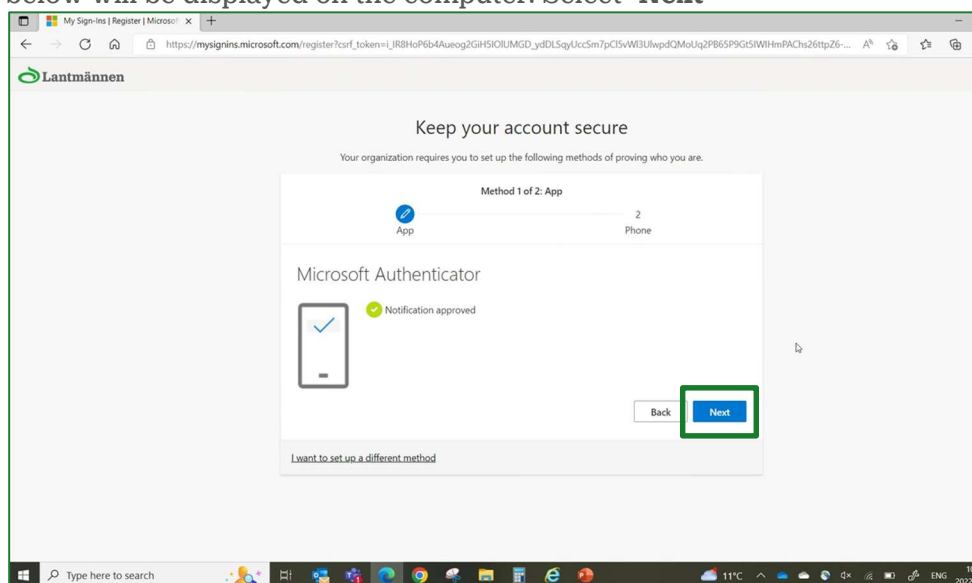 below will be displayed on the computer. Select "Next"
My Sign-Ins | Register | Microsof
https://mysignins.microsoft.com/register?csrf_token=i_IR8HoP6b4Aueog2GiH5IOlUMGD_ydDLSqyUccSm7pCl5vWl3UlwpdQMoUq2PB65P9Gt5IWIHmPAChs26ttpZ6-...
Lantmännen
Keep your account secure
Your organization requires you to set up the following methods of proving who you are.
Method 1 of 2: App
2
App
Phone
Microsoft Authenticator
Notification approved
Back
Next
I want to set up a different method
Type here to search
11°C
ENG